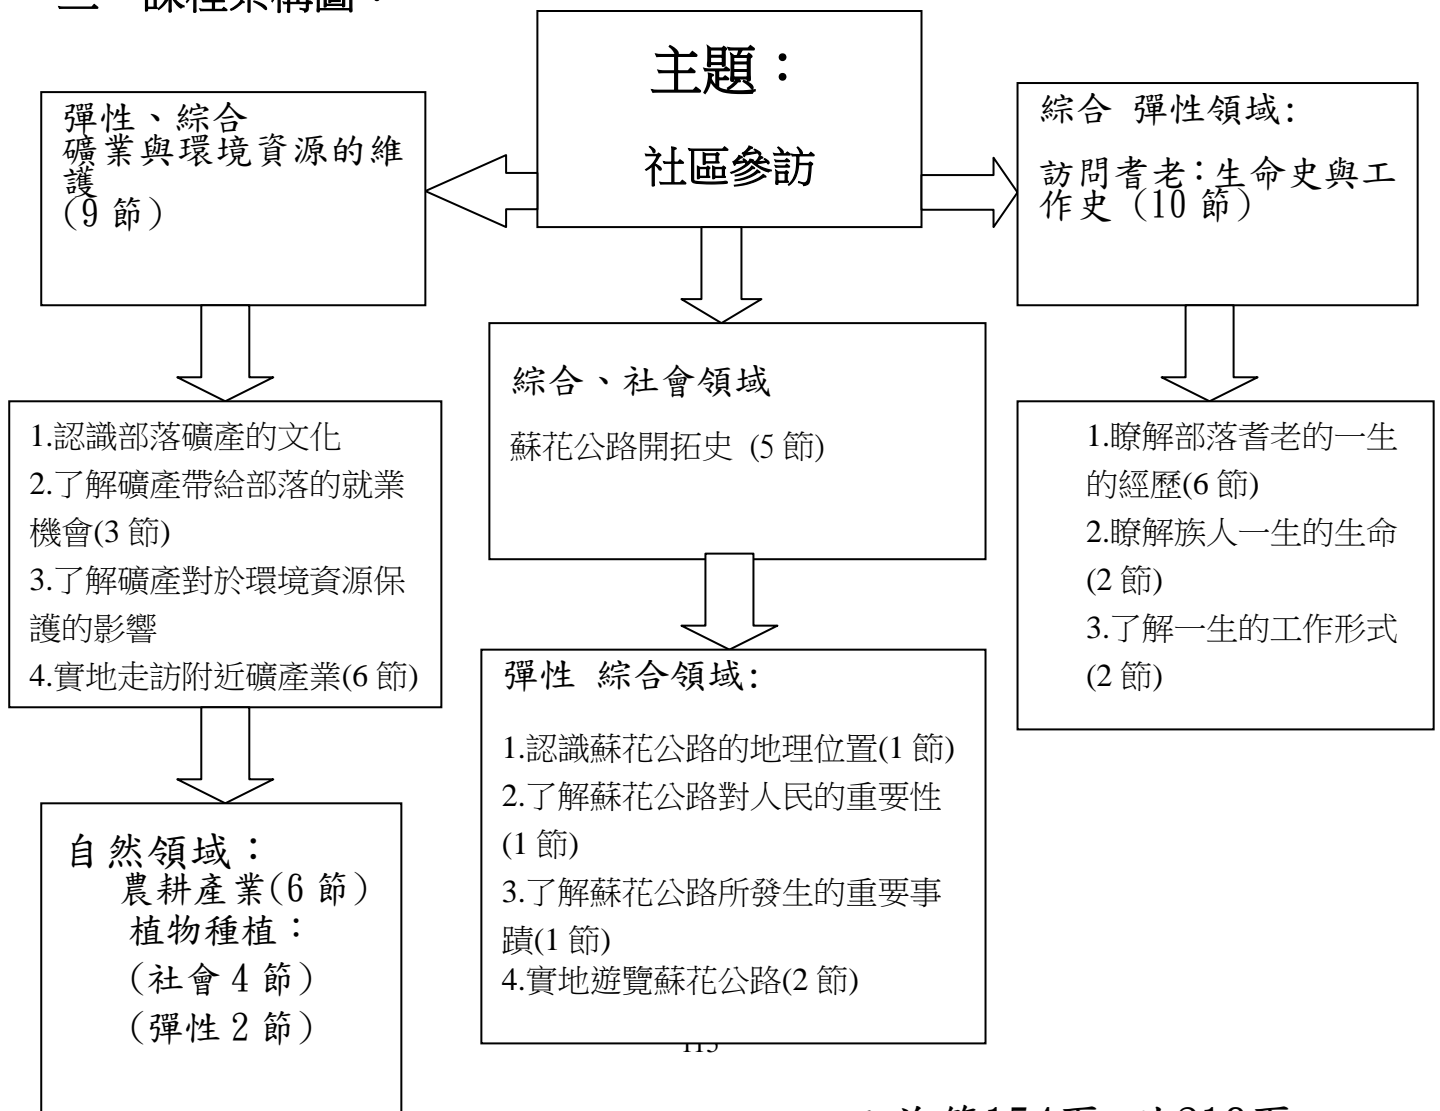 課程架構圖：
主題：
社區參訪
彈性、綜合
礦業與環境資源的維
護
(9 節)
綜合 彈性領域:
訪問耆老:生命史與工
作史 (10 節)
綜合、社會領域
蘇花公路開拓史 (5 節)
1.認識部落礦產的文化
2.了解礦產帶給部落的就業
機會(3 節)
3.了解礦產對於環境資源保
護的影響
4.實地走訪附近礦產業(6 節)
1.瞭解部落耆老的一生
的經歷(6 節)
2.瞭解族人一生的生命
(2 節)
3.了解一生的工作形式
(2 節)
彈性 綜合領域:
1.認識蘇花公路的地理位置(1 節)
2.了解蘇花公路對人民的重要性
(1 節)
3.了解蘇花公路所發生的重要事
蹟(1 節)
4.實地遊覽蘇花公路(2 節)
自然領域：
農耕產業(6 節)
植物種植：
(社會 4 節)
(彈性 2 節)